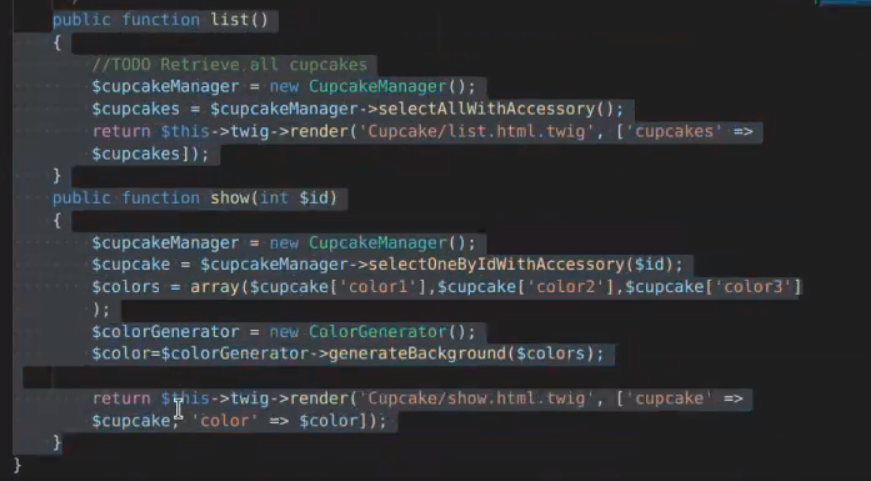 public function list()
{
//TODO Retrieve all cupcakes
$cupcakeManager = new CupcakeManager();
$cupcakes = $cupcakeManager->selectAllWithAccessory();
return $this->twig->render('Cupcake/list.html.twig', ['cupcakes' =>
$cupcakes]);
}
public function show(int $id)
{
$cupcakeManager = new CupcakeManager();
$cupcake = $cupcakeManager->selectOneByIdWithAccessory($id);
$colors = array($cupcake['color1'],$cupcake['color2'],$cupcake['color3']
);
$colorGenerator = new ColorGenerator();
$color=$colorGenerator->generateBackground($colors);
return $this->twig->render('Cupcake/show.html.twig', ['cupcake' =>
$cupcake, 'color' => $color]);
}
}